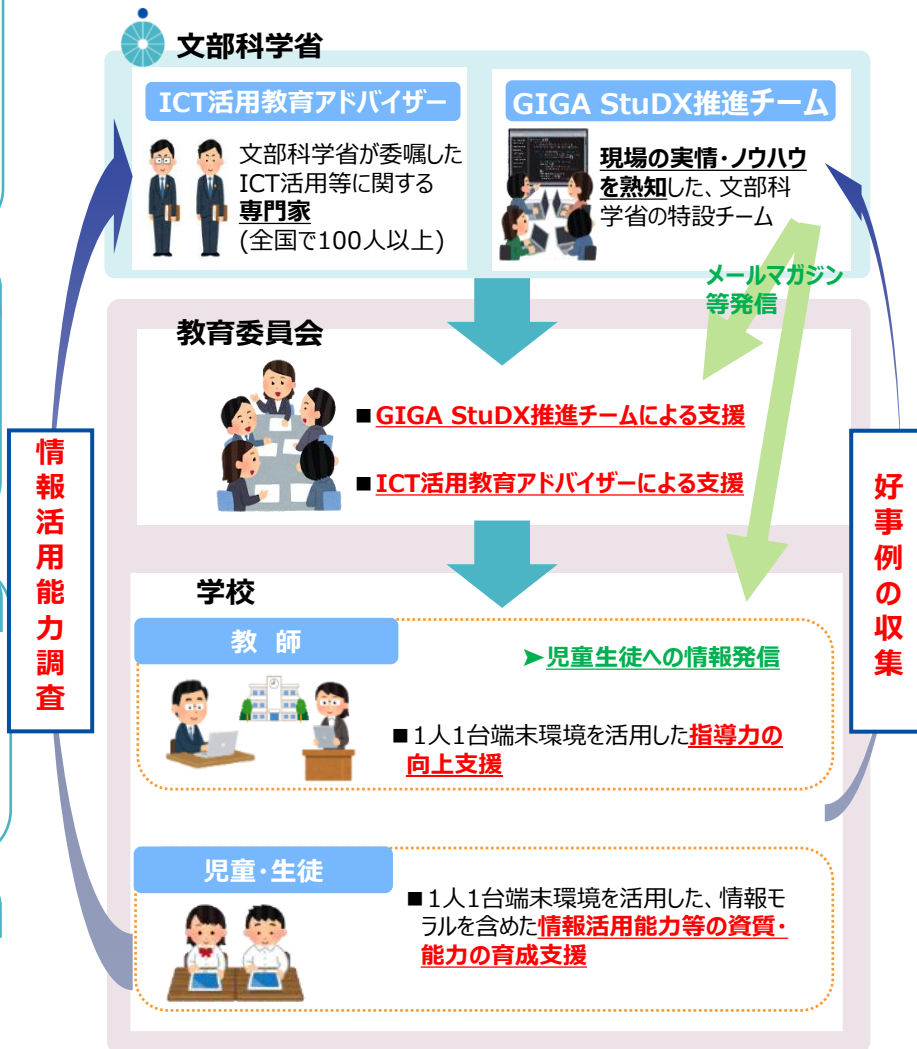 文部科学省
ICT活用教育アドバイザー
文部科学省が委嘱した
ICT活用等に関する
専門家
(全国で100人以上)
GIGA StuDX推進チーム
現場の実情・ノウハウ
を熟知した、文部科
学省の特設チーム
メールマガジン
等発信
教育委員会
■GIGA StuDX推進チームによる支援
■ICT活用教育アドバイザーによる支援
情報活用能力調査
好事例の収集
学校
教 師
➤児童生徒への情報発信
■1人1台端末環境を活用した指導力の
向上支援
児童・生徒
■1人1台端末環境を活用した、情報モ
ラルを含めた情報活用能力等の資質・
能力の育成支援